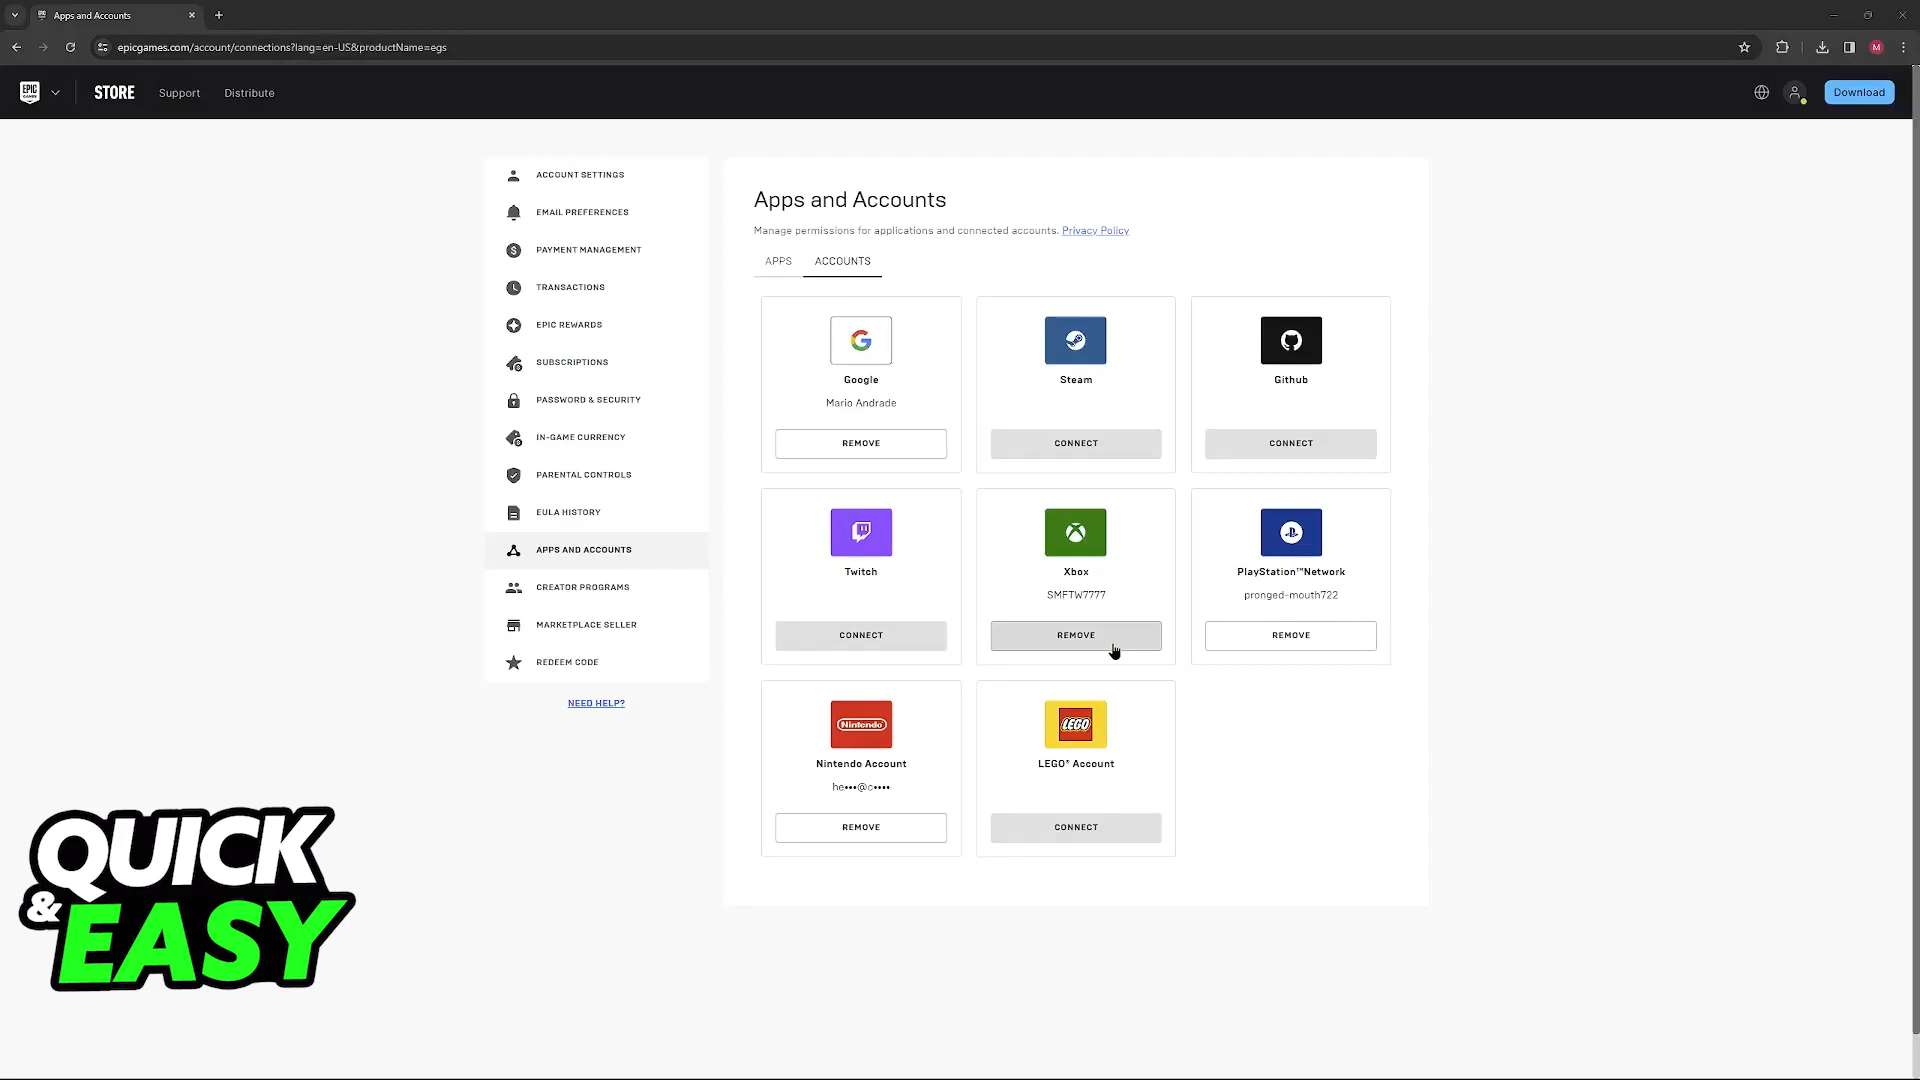 Apps and Accounts
epicgames.com/account/connections?lang=en-US&productName=egs
M
EPIC
GAMES
STORE
Support
Distribute
Download
ACCOUNT SETTINGS
EMAIL PREFERENCES
PAYMENT MANAGEMENT
TRANSACTIONS
EPIC REWARDS
SUBSCRIPTIONS
PASSWORD & SECURITY
IN-GAME CURRENCY
PARENTAL CONTROLS
EULA HISTORY
APPS AND ACCOUNTS
CREATOR PROGRAMS
MARKETPLACE SELLER
REDEEM CODE
NEED HELP?
Apps and Accounts
Manage permissions for applications and connected accounts. Privacy Policy
APPS
ACCOUNTS
Google
Mario Andrade
REMOVE
Steam
CONNECT
Github
CONNECT
Twitch
CONNECT
Xbox
SMFTW7777
REMOVE
PlayStation™Network
pronged-mouth722
REMOVE
Nintendo
Nintendo Account
he•••@o••••
REMOVE
LEGO
LEGO® Account
CONNECT
QUICK
& EASY